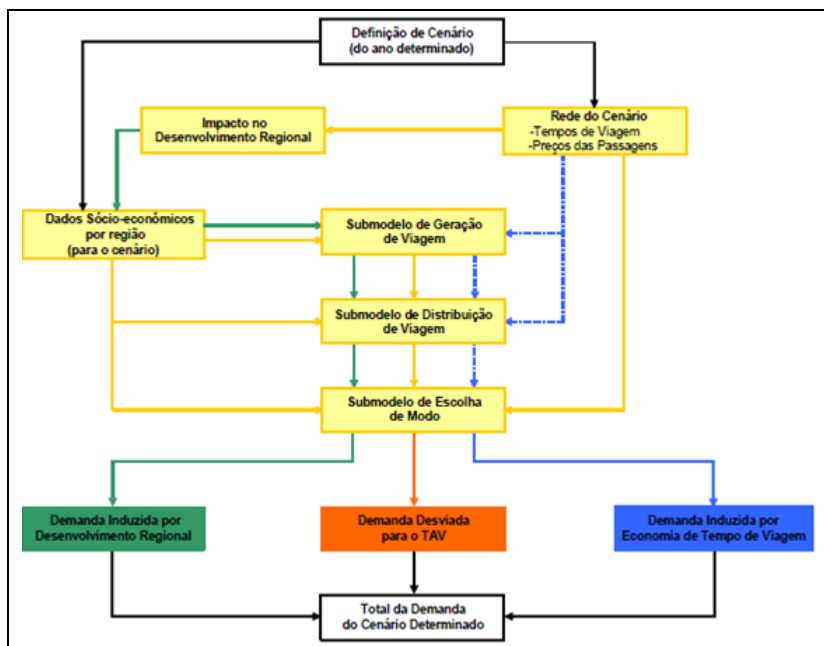 Definição de Cenário
(do ano determinado)
Impacto no
Desenvolvimento Regional
Rede do Cenário
-Tempos de Viagem
-Preços das Passagens
Dados Sócio-econômicos
por região
(para o cenário)
Submodelo de Geração
de Viagem
Submodelo de Distribuição
de Viagem
Submodelo de Escolha
de Modo
Demanda Induzida por
Desenvolvimento Regional
Demanda Desviada
para o TAV
Demanda Induzida por
Economia de Tempo de Viagem
Total da Demanda
do Cenário Determinado